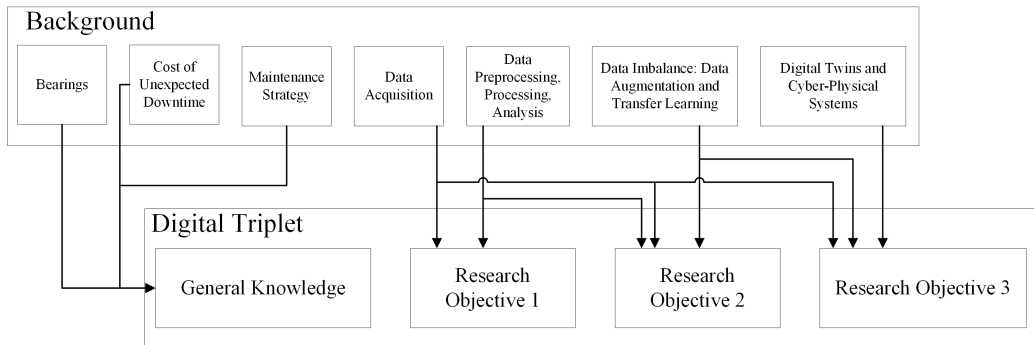 Background
Bearings
Cost of
Unexpected
Downtime
Maintenance
Strategy
Data
Acquisition
Data
Preprocessing,
Processing,
Analysis
Data Imbalance: Data
Augmentation and
Transfer Learning
Digital Twins and
Cyber-Physical
Systems
Digital Triplet
General Knowledge
Research
Objective 1
Research
Objective 2
Research Objective 3